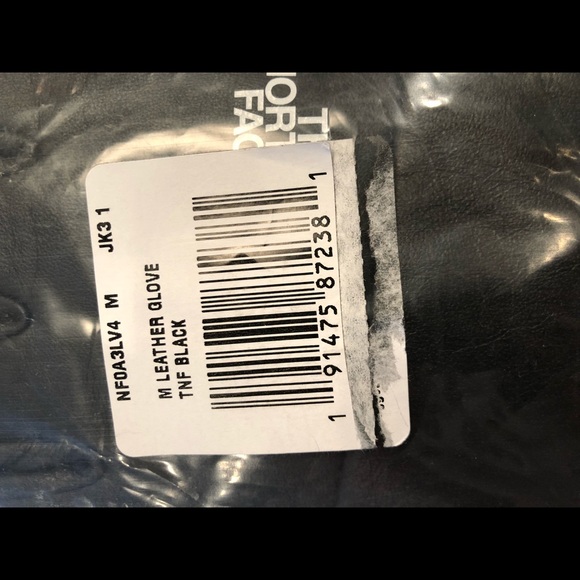 NF0A3LV4 M JK3 1
M LEATHER GLOVE
TNF BLACK
1 91475 87238 1